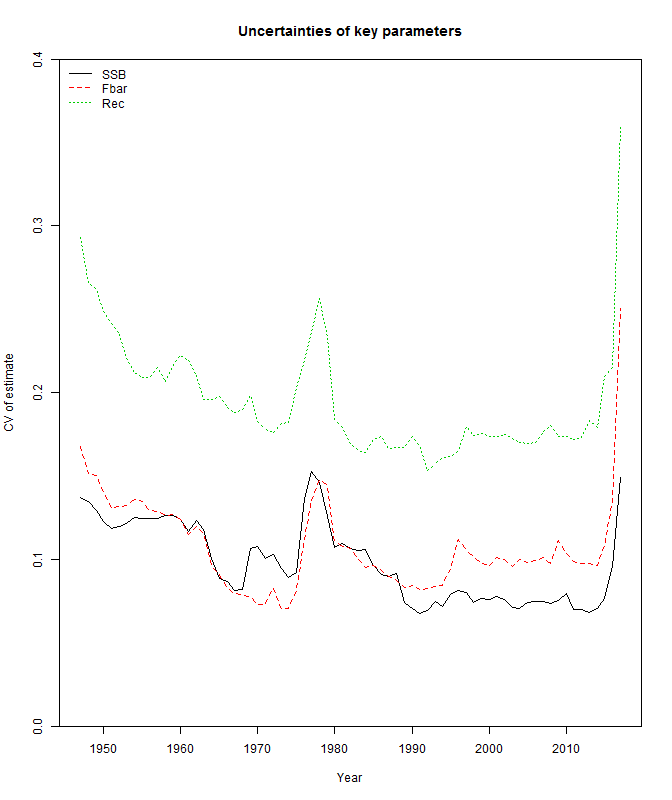 Uncertainties of key parameters
SSB
Fbar
Rec
CV of estimate
0.0
0.1
0.2
0.3
0.4
1950 1960 1970 1980 1990 2000 2010
Year